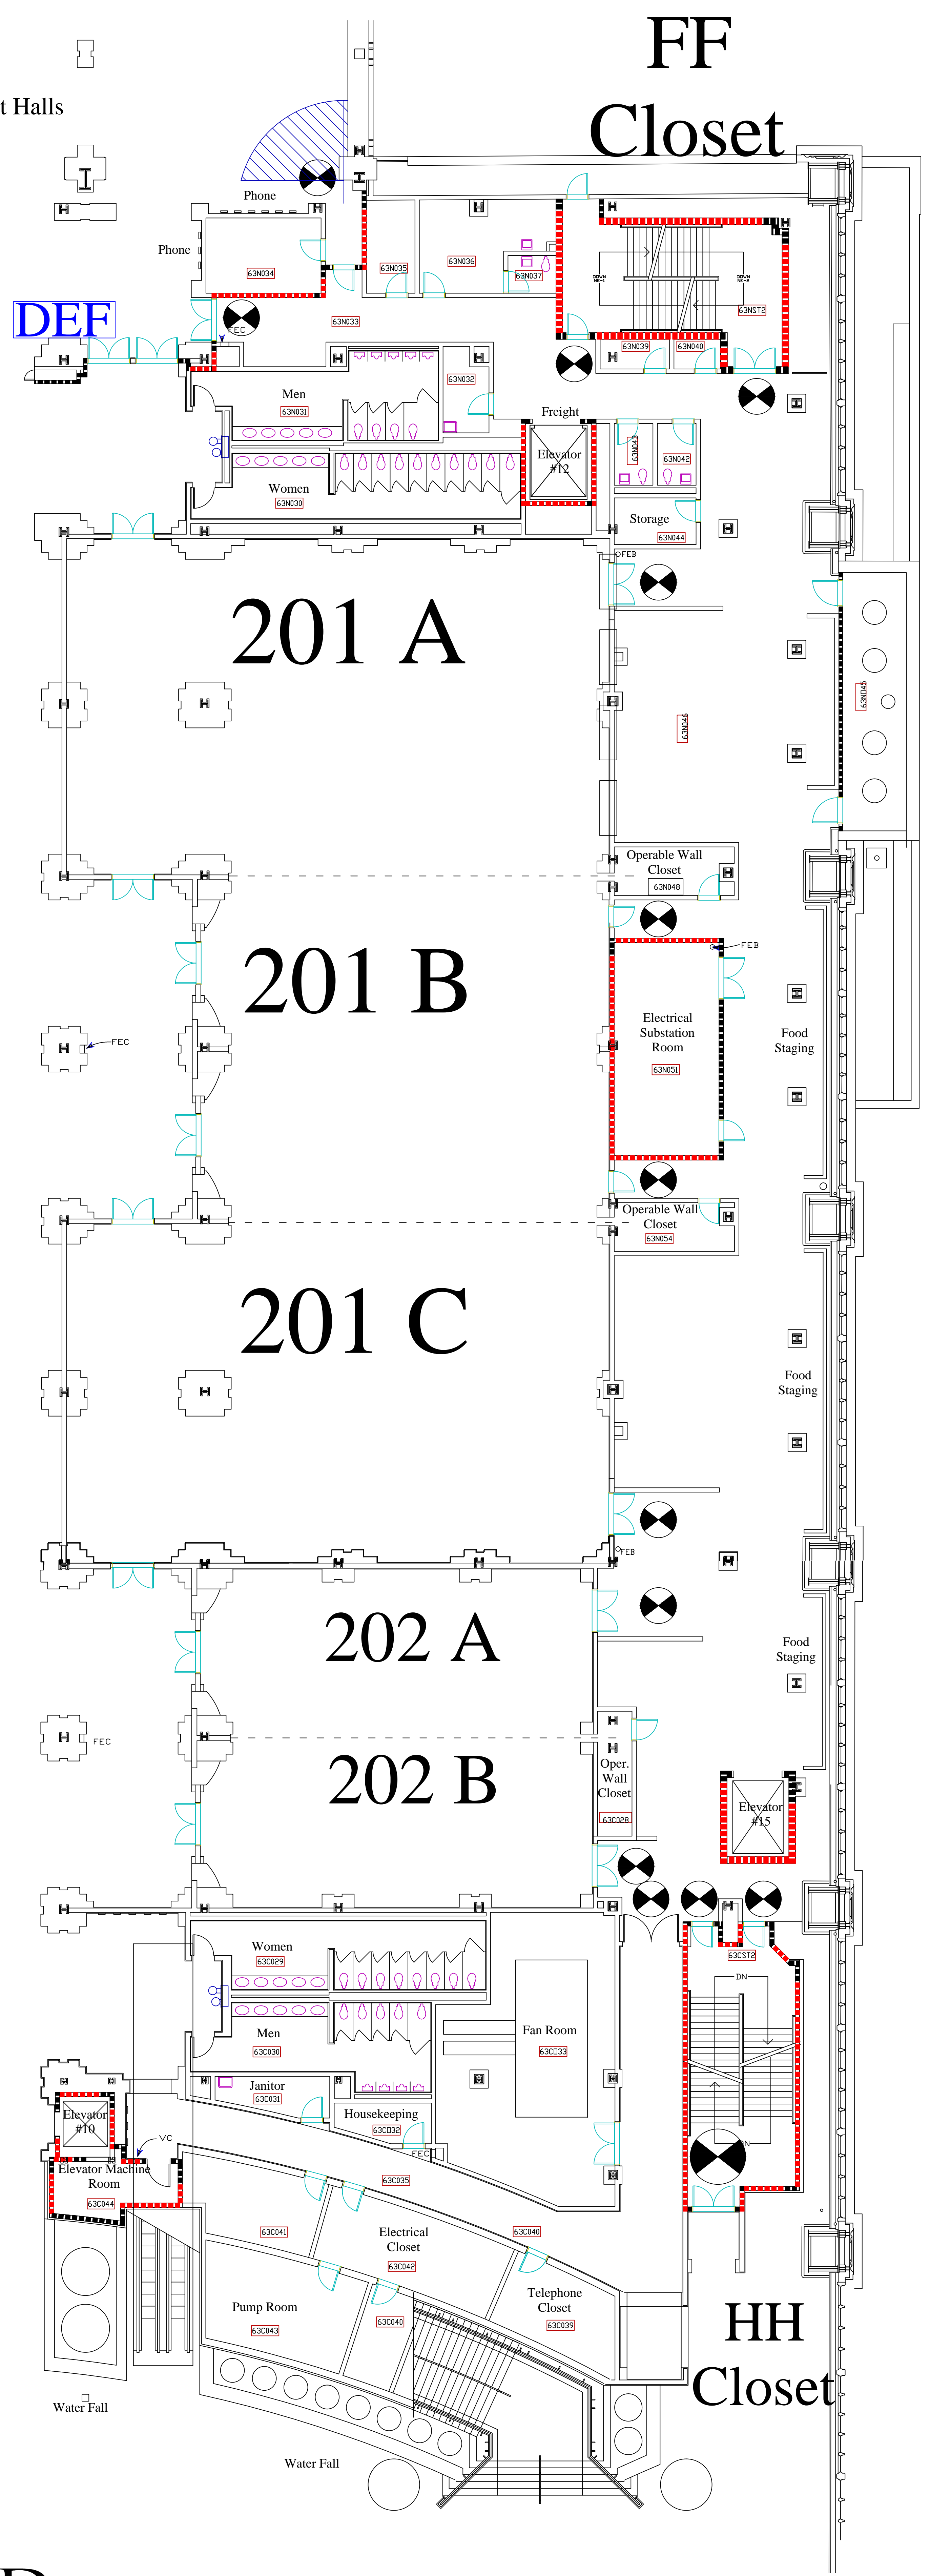 FF
Closet
t Halls
Phone
Phone
63N034
63N035
63N036
63N037
63NST2
DEF
FEC
63N033
63N039
63N040
Men
63N031
63N032
Freight
Elevator
#12
63N043
63N042
Women
63N030
Storage
63N044
FEB
201 A
63N045
63N046
Operable Wall
Closet
63N048
201 B
FEB
Electrical
Substation
Room
63N051
Food
Staging
FEC
Operable Wall
Closet
63N054
201 C
Food
Staging
FEB
202 A
Food
Staging
FEC
202 B
Oper.
Wall
Closet
63C028
Elevator
#15
Women
63C029
63CST2
DN
Men
63C030
Fan Room
63C033
Janitor
63C031
Housekeeping
63C032
FEC
Elevator
#10
VC
Elevator Machine
Room
63C044
63C035
63C041
Electrical
Closet
63C042
63C040
Telephone
Closet
63C039
Pump Room
63C043
63C040
HH
Closet
Water Fall
Water Fall